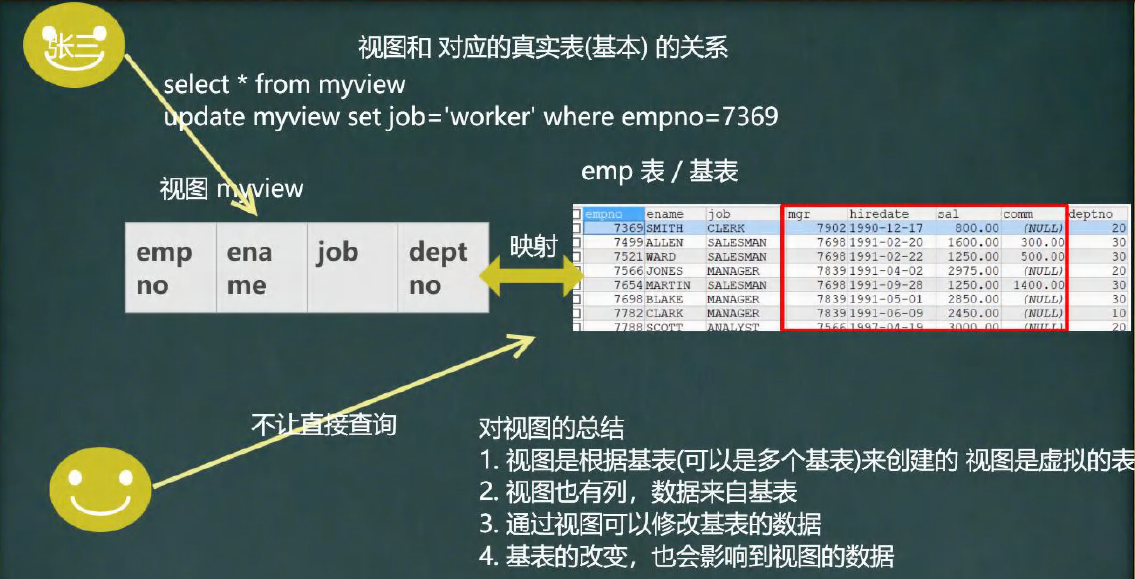 张三
视图和 对应的真实表(基本) 的关系
select * from myview
update myview set job='worker' where empno=7369
emp 表 / 基表
视图 myview
empno ename job deptno
映射
empno ename job mgr hiredate sal comm deptno
7369 SMITH CLERK 7902 1990-12-17 800.00 (NULL) 20
7499 ALLEN SALESMAN 7698 1991-02-20 1600.00 300.00 30
7521 WARD SALESMAN 7698 1991-02-22 1250.00 500.00 30
7566 JONES MANAGER 7839 1991-04-02 2975.00 (NULL) 20
7654 MARTIN SALESMAN 7698 1991-09-28 1250.00 1400.00 30
7698 BLAKE MANAGER 7839 1991-05-01 2850.00 (NULL) 30
7782 CLARK MANAGER 7839 1991-06-09 2450.00 (NULL) 10
7788 SCOTT ANALYST 7566 1997-04-19 3000.00 (NULL) 20
不让直接查询
对视图的总结
1. 视图是根据基表(可以是多个基表)来创建的 视图是虚拟的表
2. 视图也有列，数据来自基表
3. 通过视图可以修改基表的数据
4. 基表的改变，也会影响到视图的数据